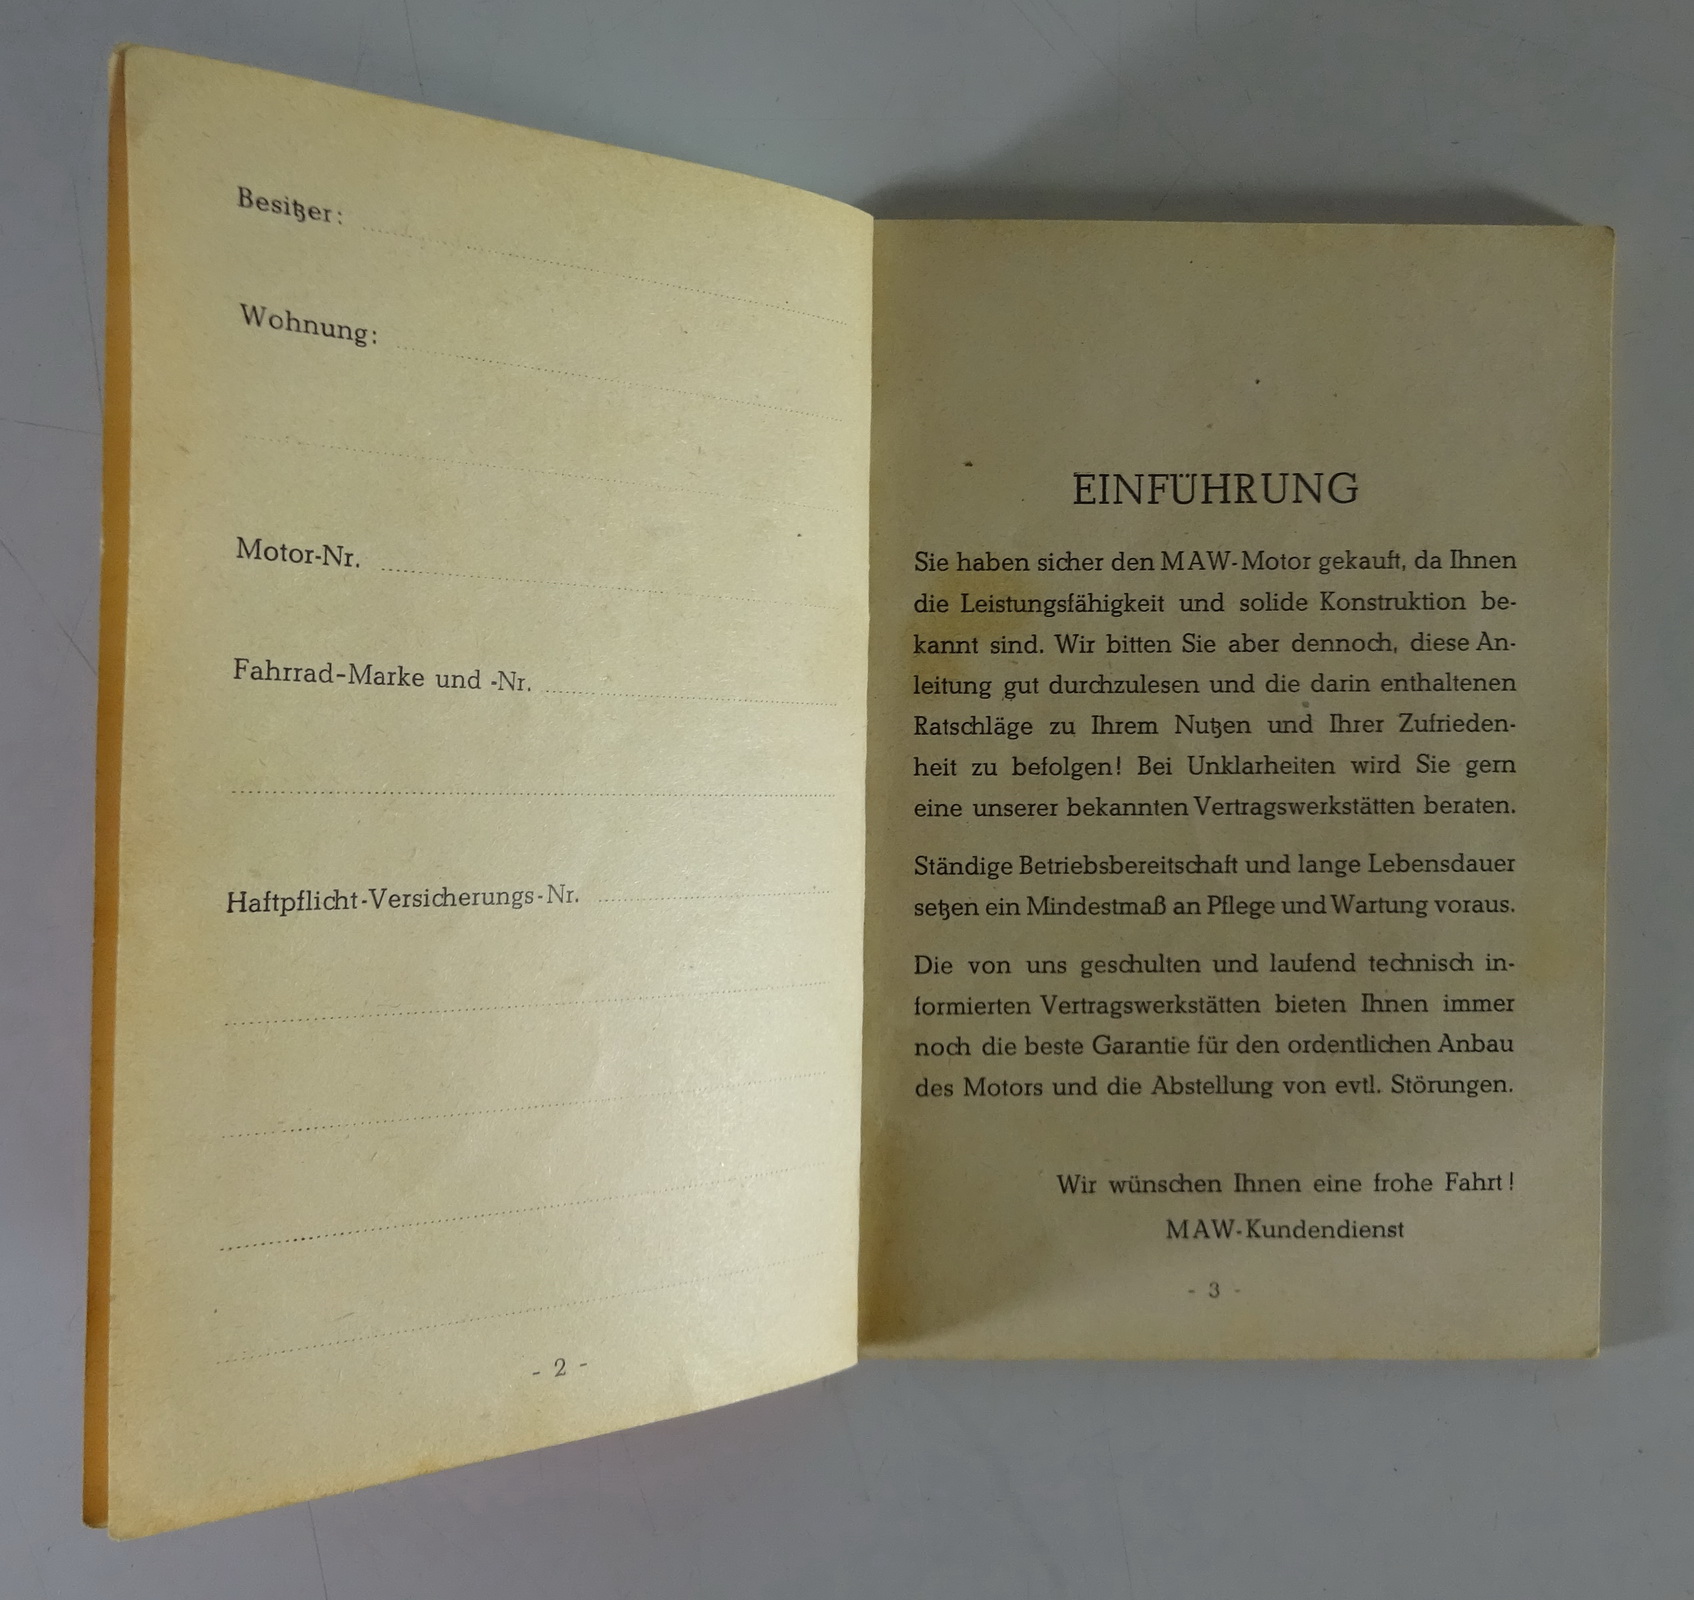 Besitzer:
Wohnung:
Motor-Nr.
Fahrrad-Marke und -Nr.
Haftpflicht-Versicherungs-Nr.
- 2 -
EINFÜHRUNG
Sie haben sicher den MAW-Motor gekauft, da Ihnen
die Leistungsfähigkeit und solide Konstruktion be-
kannt sind. Wir bitten Sie aber dennoch, diese An-
leitung gut durchzulesen und die darin enthaltenen
Ratschläge zu Ihrem Nutzen und Ihrer Zufrieden-
heit zu befolgen! Bei Unklarheiten wird Sie gern
eine unserer bekannten Vertragswerkstätten beraten.
Ständige Betriebsbereitschaft und lange Lebensdauer
setzen ein Mindestmaß an Pflege und Wartung voraus.
Die von uns geschulten und laufend technisch in-
formierten Vertragswerkstätten bieten Ihnen immer
noch die beste Garantie für den ordentlichen Anbau
des Motors und die Abstellung von evtl. Störungen.
Wir wünschen Ihnen eine frohe Fahrt!
MAW-Kundendienst
- 3 -